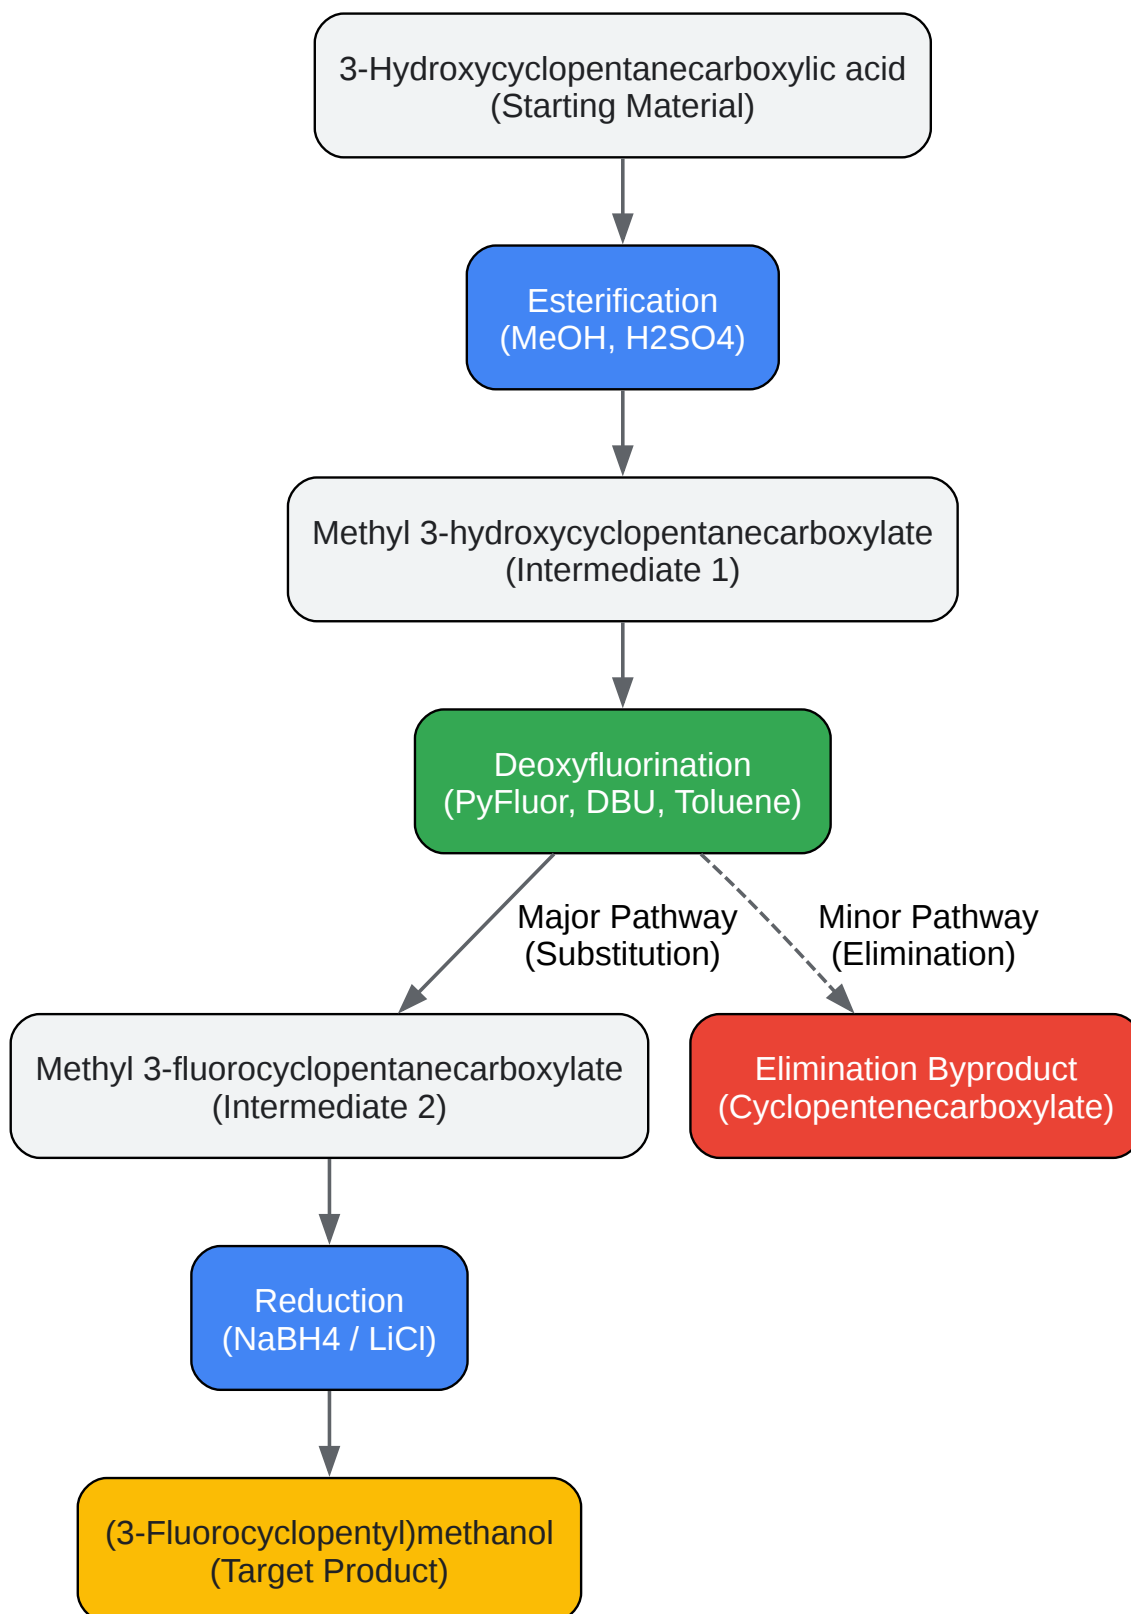 3-Hydroxycyclopentanecarboxylic acid
(Starting Material)
Esterification
(MeOH, H2SO4)
Methyl 3-hydroxycyclopentanecarboxylate
(Intermediate 1)
Deoxyfluorination
(PyFluor, DBU, Toluene)
Major Pathway
(Substitution)
Minor Pathway
(Elimination)
Methyl 3-fluorocyclopentanecarboxylate
(Intermediate 2)
Elimination Byproduct
(Cyclopentenecarboxylate)
Reduction
(NaBH4 / LiCl)
(3-Fluorocyclopentyl)methanol
(Target Product)